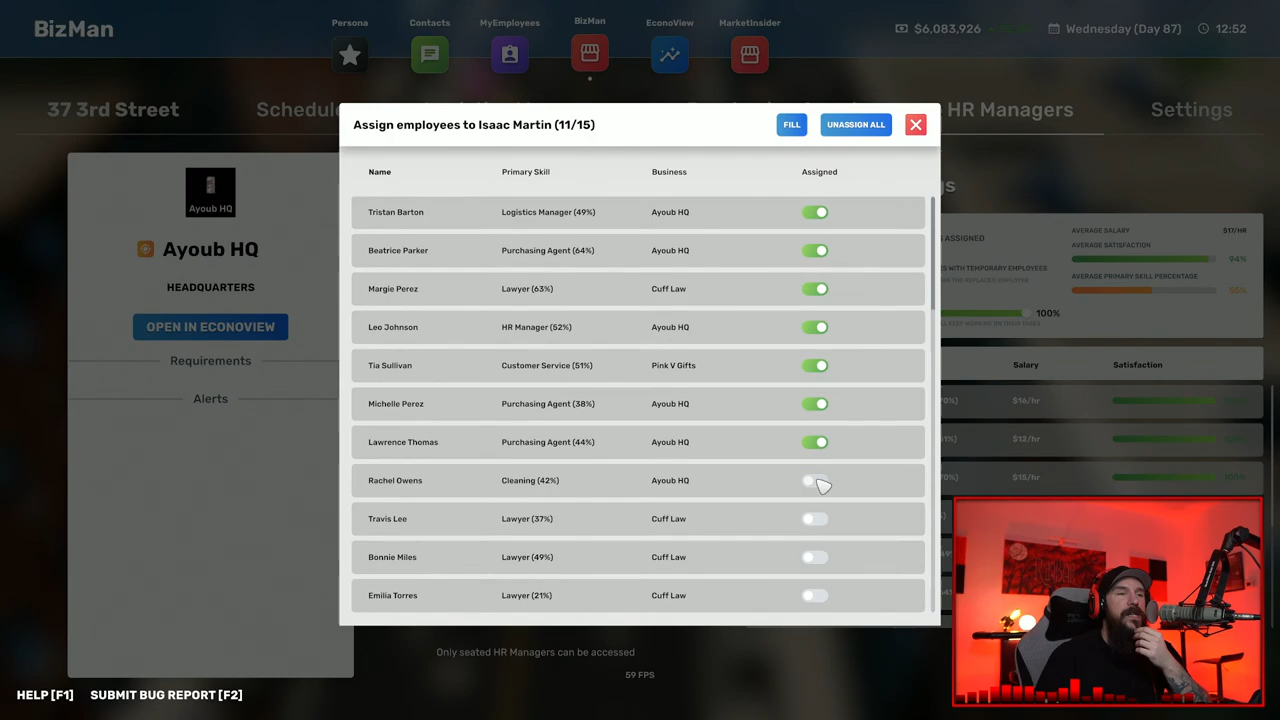 BizMan
Persona
Contacts
MyEmployees
BizMan
EconoView
MarketInsider
$6,083,926
Wednesday (Day 87)
12:52
37 3rd Street
Schedule
HR Managers
Settings
Assign employees to Isaac Martin (11/15)
FILL
UNASSIGN ALL
Name Primary Skill Business Assigned
Tristan Barton Logistics Manager (49%) Ayoub HQ
Beatrice Parker Purchasing Agent (64%) Ayoub HQ
Margie Perez Lawyer (63%) Cuff Law
Leo Johnson HR Manager (52%) Ayoub HQ
Tia Sullivan Customer Service (51%) Pink V Gifts
Michelle Perez Purchasing Agent (38%) Ayoub HQ
Lawrence Thomas Purchasing Agent (44%) Ayoub HQ
Rachel Owens Cleaning (42%) Ayoub HQ
Travis Lee Lawyer (37%) Cuff Law
Bonnie Miles Lawyer (49%) Cuff Law
Emilia Torres Lawyer (21%) Cuff Law
Ayoub HQ
Ayoub HQ
HEADQUARTERS
OPEN IN ECONOVIEW
Requirements
Alerts
ASSIGNED
WITH TEMPORARY EMPLOYEES
100%
AVERAGE SALARY $17/HR
AVERAGE SATISFACTION
94%
AVERAGE PRIMARY SKILL PERCENTAGE
55%
Salary Satisfaction
$16/hr
$12/hr
$15/hr 100%
Only seated HR Managers can be accessed
59 FPS
HELP [F1] SUBMIT BUG REPORT [F2]